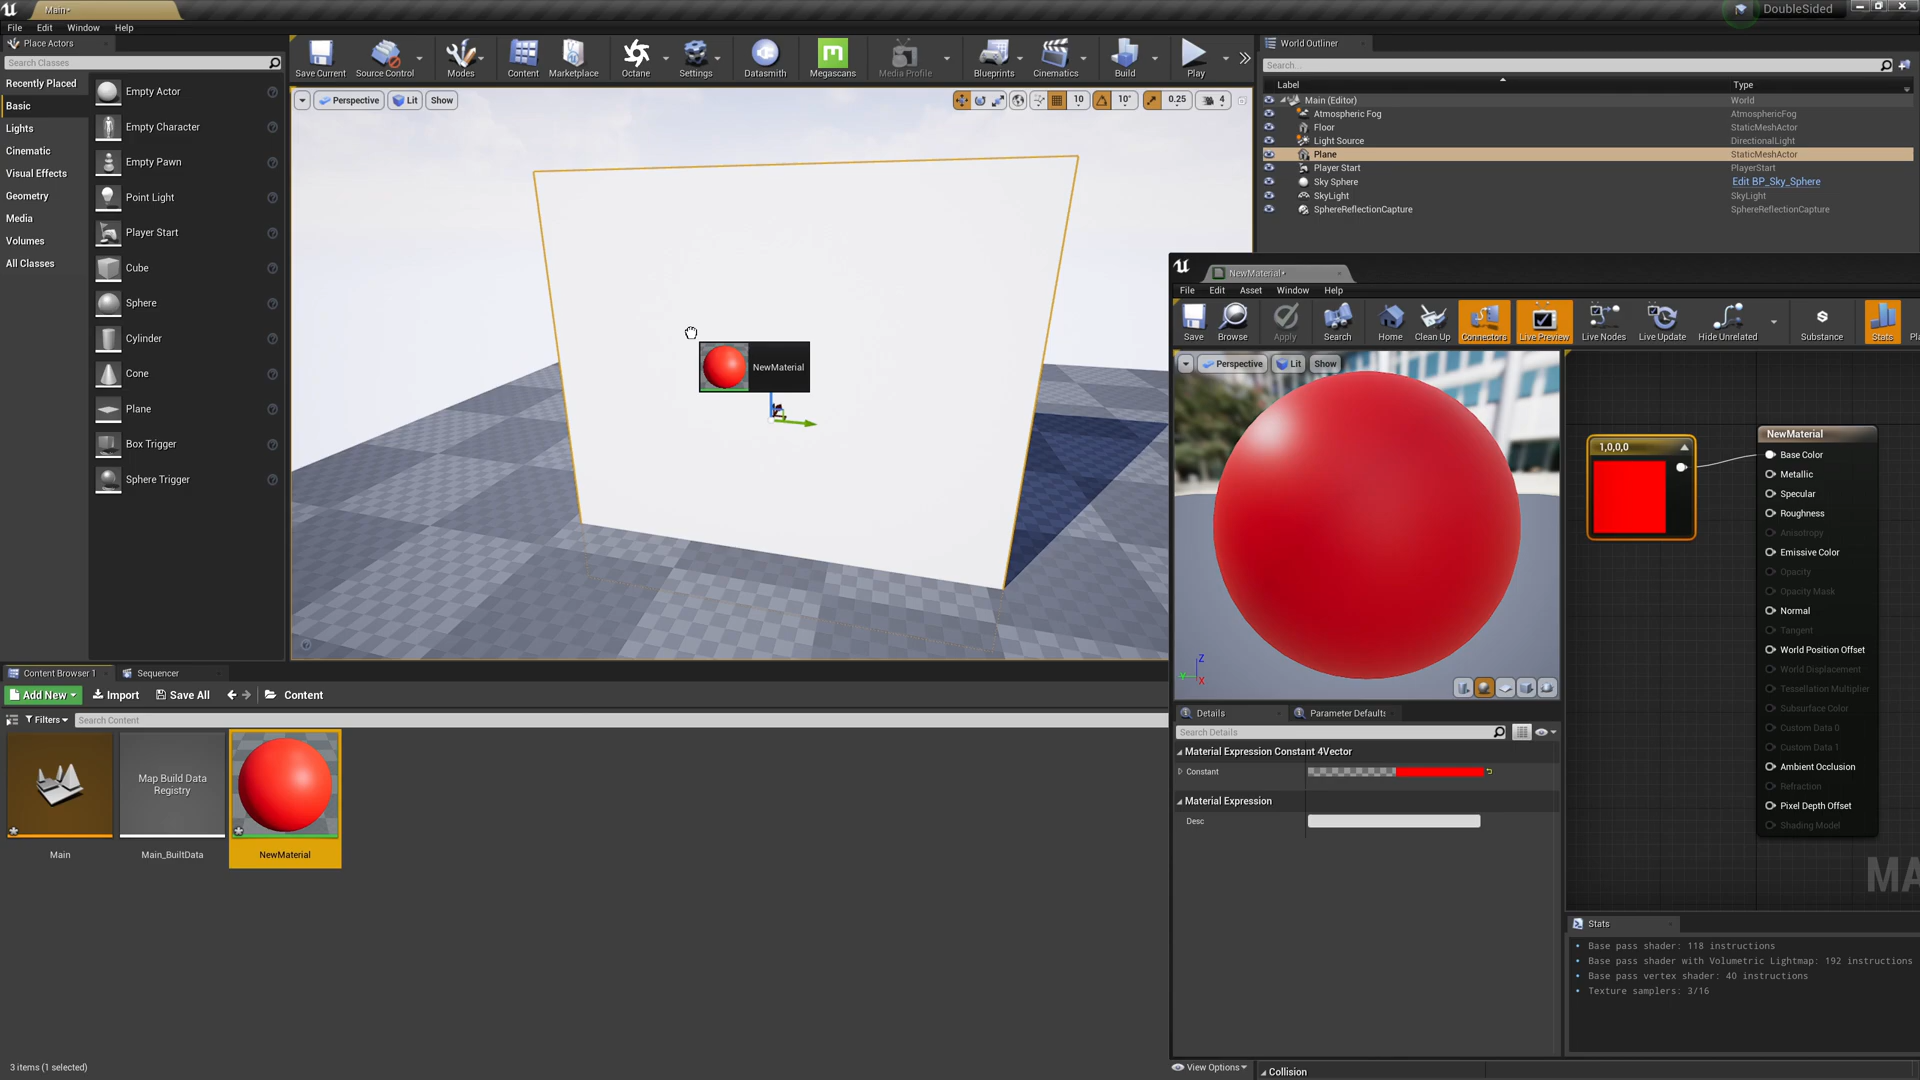 Main*
DoubleSided
File Edit Window Help
Place Actors
Search Classes
Recently Placed
Basic
Lights
Cinematic
Visual Effects
Geometry
Media
Volumes
All Classes
Empty Actor
Empty Character
Empty Pawn
Point Light
Player Start
Cube
Sphere
Cylinder
Cone
Plane
Box Trigger
Sphere Trigger
Save Current
Source Control
Modes
Content
Marketplace
Octane
Settings
Datasmith
Megascans
Media Profile
Blueprints
Cinematics
Build
Play
Perspective Lit Show
10 10° 0.25 4
NewMaterial
World Outliner
Search...
Label Type
Main (Editor) World
Atmospheric Fog AtmosphericFog
Floor StaticMeshActor
Light Source DirectionalLight
Plane StaticMeshActor
Player Start PlayerStart
Sky Sphere Edit BP_Sky_Sphere
SkyLight SkyLight
SphereReflectionCapture SphereReflectionCapture
NewMaterial*
File Edit Asset Window Help
Save
Browse
Apply
Search
Home
Clean Up
Connectors
Live Preview
Live Nodes
Live Update
Hide Unrelated
Substance
Stats
Perspective Lit Show
Z
Y
X
1,0,0,0
NewMaterial
Base Color
Metallic
Specular
Roughness
Anisotropy
Emissive Color
Opacity
Opacity Mask
Normal
Tangent
World Position Offset
World Displacement
Tessellation Multiplier
Subsurface Color
Custom Data 0
Custom Data 1
Ambient Occlusion
Refraction
Pixel Depth Offset
Shading Model
MA
Details
Parameter Defaults
Search Details
Material Expression Constant 4Vector
Constant
Material Expression
Desc
Stats
Base pass shader: 118 instructions
Base pass shader with Volumetric Lightmap: 192 instructions
Base pass vertex shader: 40 instructions
Texture samplers: 3/16
Content Browser 1
Sequencer
Add New
Import
Save All
Content
Filters
Search Content
Map Build Data
Registry
Main
Main_BuiltData
NewMaterial
3 items (1 selected)
View Options
Collision